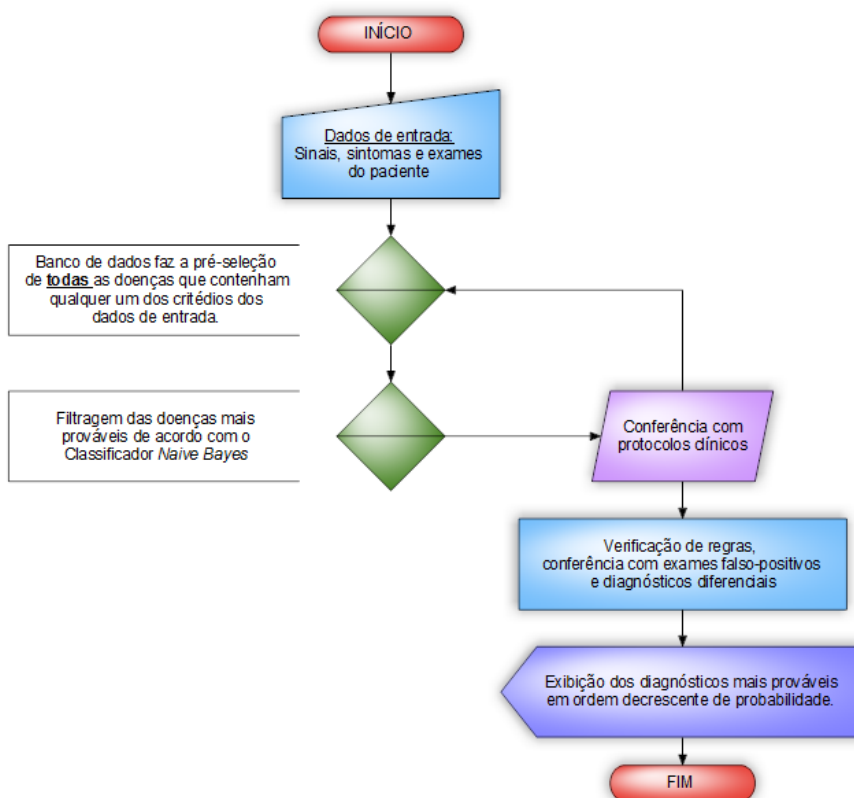 INÍCIO
Dados de entrada:
Sinais, sintomas e exames
do paciente
Banco de dados faz a pré-seleção
de todas as doenças que contenham
qualquer um dos critédios dos
dados de entrada.
Filtragem das doenças mais
prováveis de acordo com o
Classificador Naive Bayes
Conferência com
protocolos clínicos
Verificação de regras,
conferência com exames falso-positivos
e diagnósticos diferenciais
Exibição dos diagnósticos mais prováveis
em ordem decrescente de probabilidade.
FIM